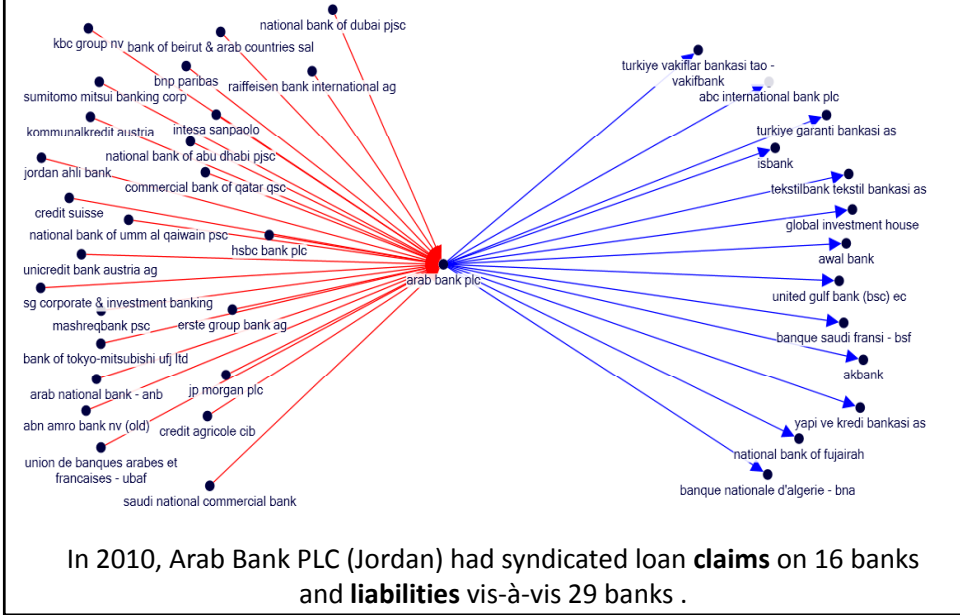 national bank of dubai pjsc
kbc group nv
bank of beirut & arab countries sal
bnp paribas
raiffeisen bank international ag
sumitomo mitsui banking corp
kommunalkredit austria
intesa sanpaolo
national bank of abu dhabi pjsc
jordan ahli bank
commercial bank of qatar qsc
credit suisse
national bank of umm al qaiwain psc
hsbc bank plc
unicredit bank austria ag
sg corporate & investment banking
mashreqbank psc
erste group bank ag
bank of tokyo-mitsubishi ufj ltd
arab national bank - anb
jp morgan plc
abn amro bank nv (old)
credit agricole cib
union de banques arabes et
francaises - ubaf
saudi national commercial bank
arab bank plc
turkiye vakiflar bankasi tao -
vakifbank
abc international bank plc
turkiye garanti bankasi as
isbank
tekstilbank tekstil bankasi as
global investment house
awal bank
united gulf bank (bsc) ec
banque saudi fransi - bsf
akbank
yapi ve kredi bankasi as
national bank of fujairah
banque nationale d'algerie - bna
In 2010, Arab Bank PLC (Jordan) had syndicated loan claims on 16 banks
and liabilities vis-à-vis 29 banks .